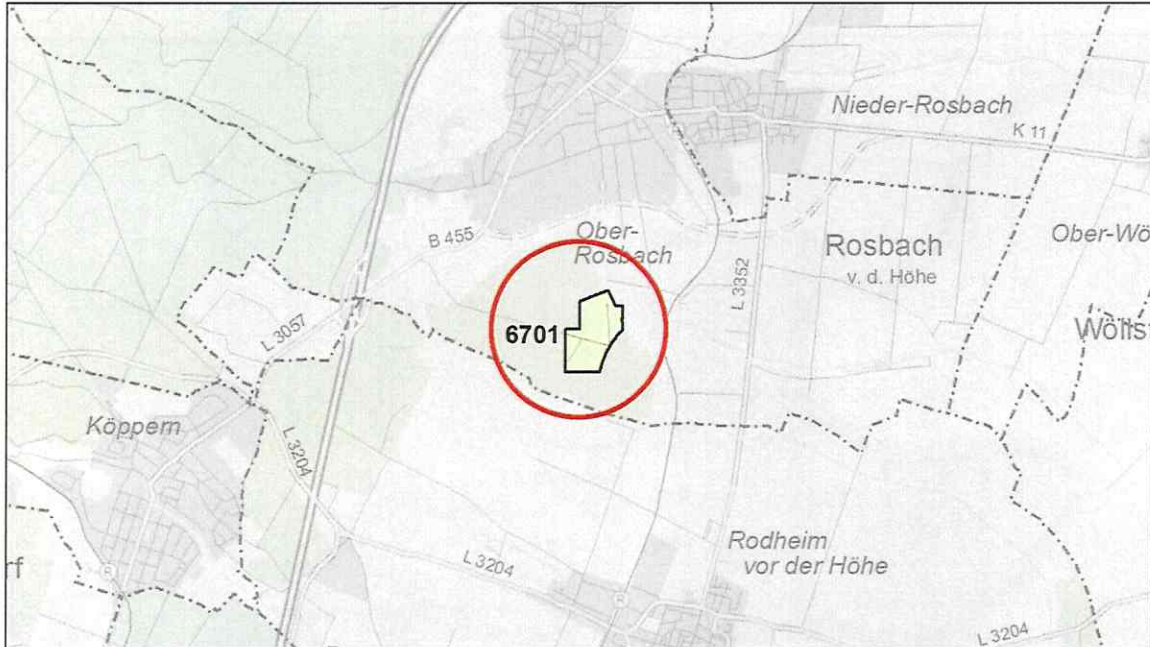 Nieder-Rosbach
K 11
B 455
Ober-
Rosbach
Rosbach
v. d. Höhe
Ober-Wö
L 3352
6701
L 3057
Wölls
Köppern
L 3204
L 3204
Rodheim
vor der Höhe
rf
L 3204